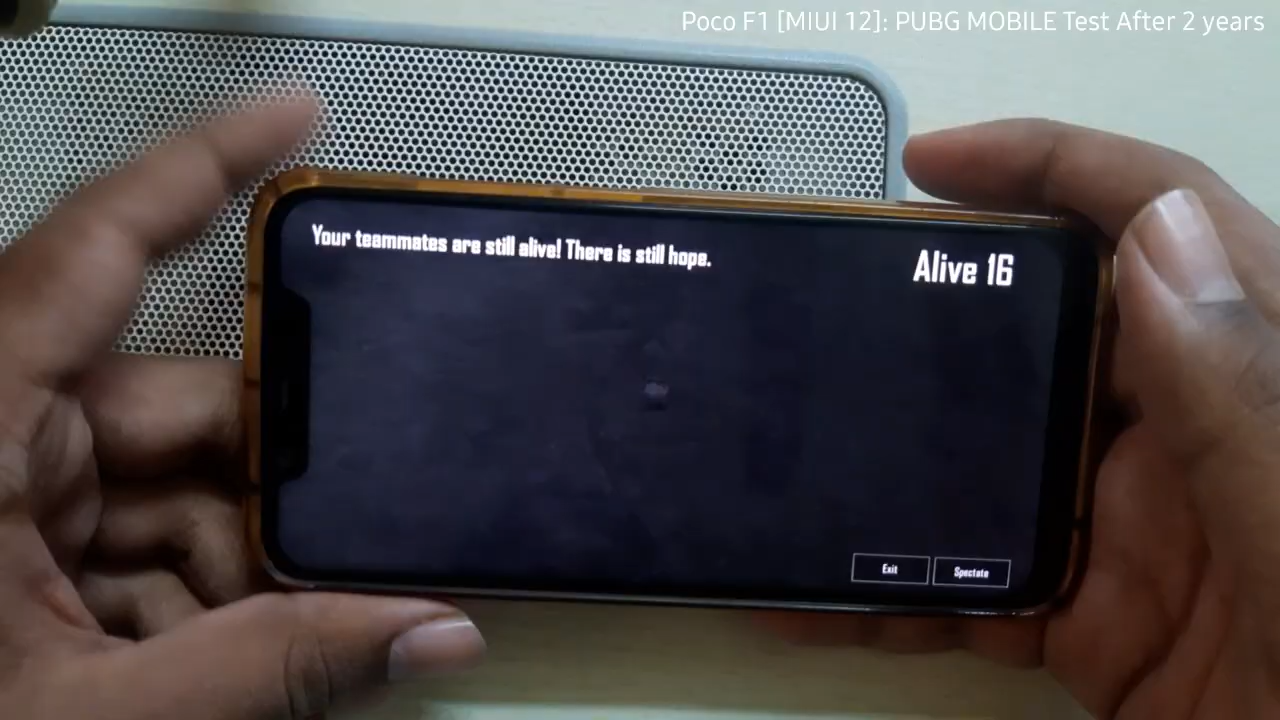 Poco F1 [MIUI 12]: PUBG MOBILE Test After 2 years
Your teammates are still alive! There is still hope.
Alive 16
Exit
Spectate